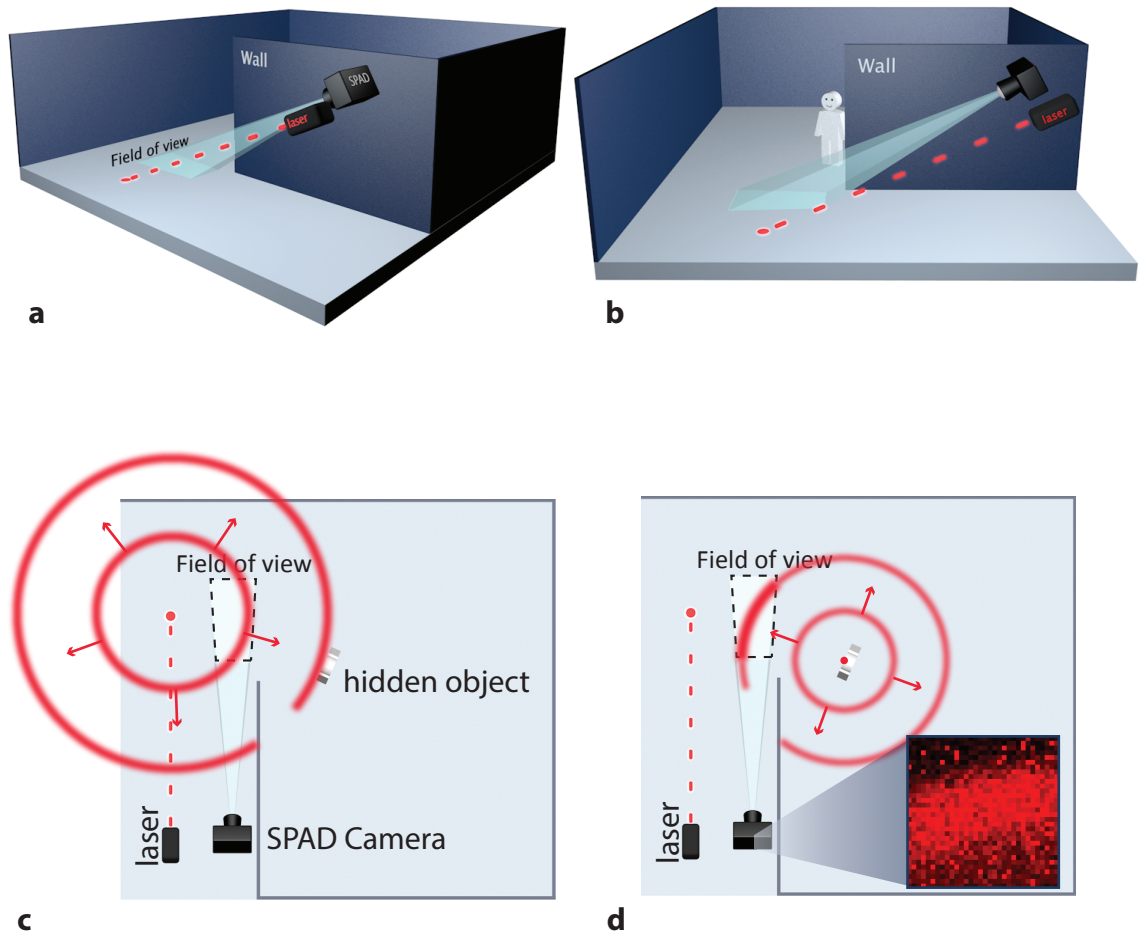 Wall
SPAD
laser
Field of view
a
Wall
laser
b
Field of view
hidden object
laser
SPAD Camera
c
Field of view
laser
d